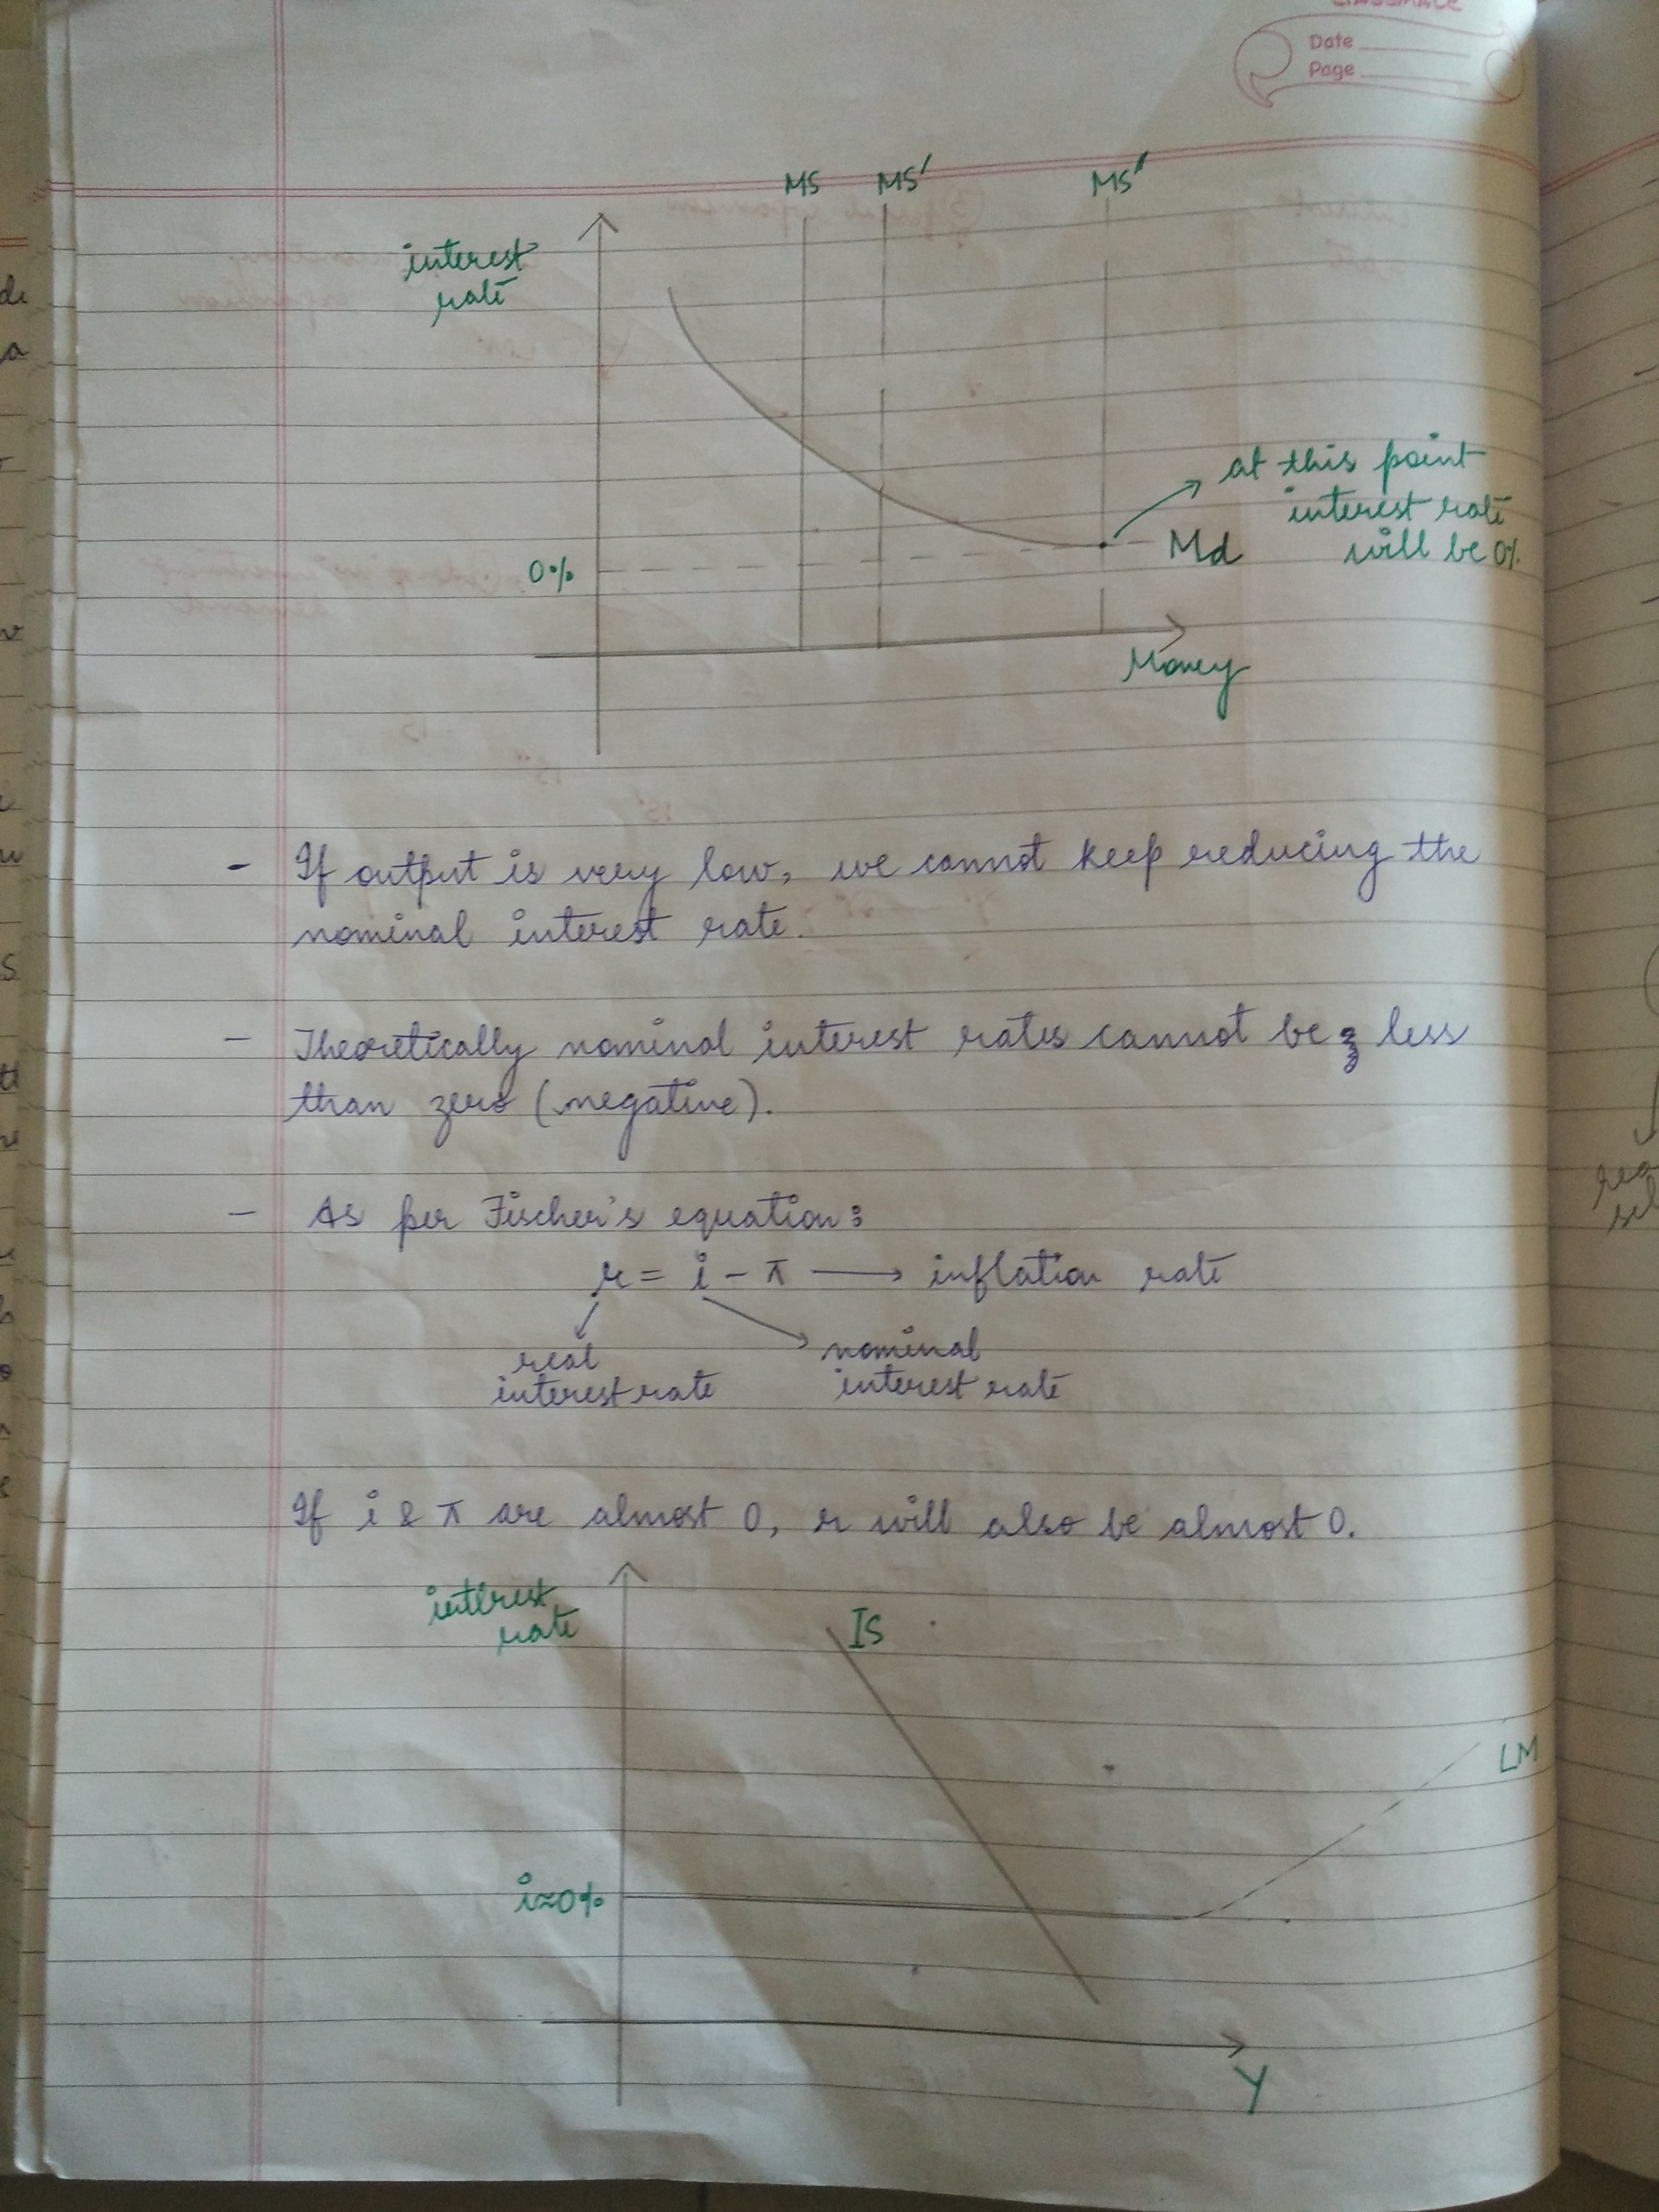 classmate
Date
Page
MS MS' MS"
interest
rate
at this point
interest rate
will be 0%
Md
0%
Money
- If output is very low, we cannot keep reducing the
nominal interest rate.
- Theoretically nominal interest rates cannot be less
than zero (negative).
- As per Fischer's equation:
r = i - π → inflation rate
real
interest rate
nominal
interest rate
If i & π are almost 0, r will also be almost 0.
interest
rate
IS
LM
i≈0%
Y